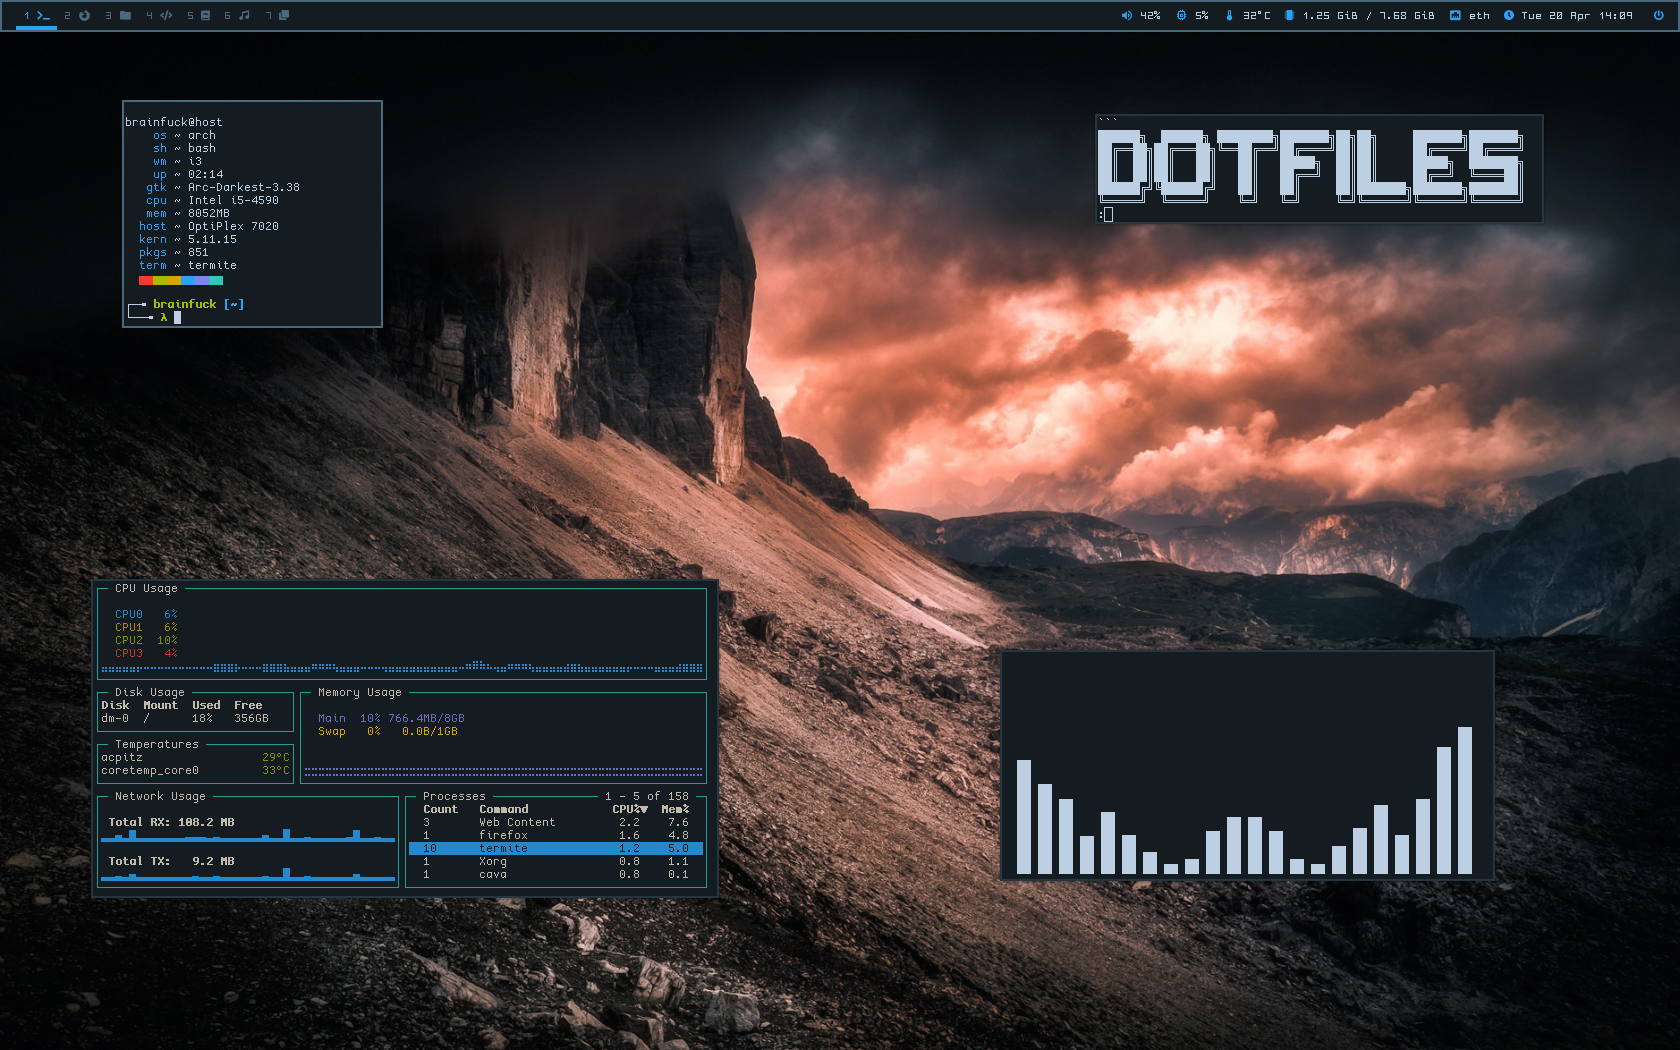 1 2 3 4 5 6 7 42% 5% 32°C 1.25 GiB / 7.68 GiB eth Tue 20 Apr 14:09
brainfuck@host
os ~ arch
sh ~ bash
wm ~ i3
up ~ 02:14
gtk ~ Arc-Darkest-3.38
cpu ~ Intel i5-4590
mem ~ 8052MB
host ~ OptiPlex 7020
kern ~ 5.11.15
pkgs ~ 851
term ~ termite
brainfuck [~]
λ
```
DOTFILES
:
CPU Usage
CPU0 6%
CPU1 6%
CPU2 10%
CPU3 4%
Disk Usage
Disk Mount Used Free
dm-0 / 18% 356GB
Memory Usage
Main 10% 766.4MB/8GB
Swap 0% 0.0B/1GB
Temperatures
acpitz 29°C
coretemp_core0 33°C
Network Usage
Total RX: 108.2 MB
Total TX: 9.2 MB
Processes 1 - 5 of 158
Count Command CPU%▼ Mem%
3 Web Content 2.2 7.6
1 firefox 1.6 4.8
10 termite 1.2 5.0
1 Xorg 0.8 1.1
1 cava 0.8 0.1